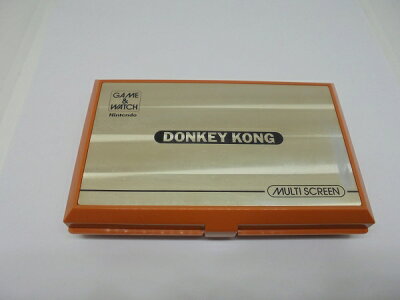 GAME
&
WATCH
Nintendo
DONKEY KONG
MULTI SCREEN